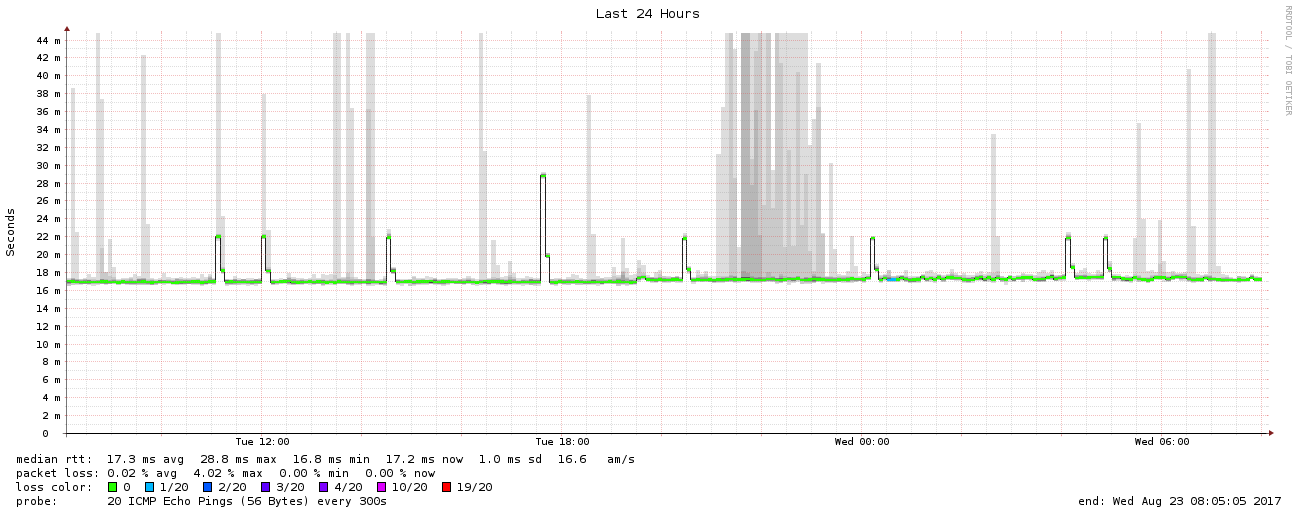 Last 24 Hours
RRDTOOL / TOBI OETIKER
Seconds
44 m
42 m
40 m
38 m
36 m
34 m
32 m
30 m
28 m
26 m
24 m
22 m
20 m
18 m
16 m
14 m
12 m
10 m
8 m
6 m
4 m
2 m
0
Tue 12:00 Tue 18:00 Wed 00:00 Wed 06:00
median rtt: 17.3 ms avg 28.8 ms max 16.8 ms min 17.2 ms now 1.0 ms sd 16.6 am/s
packet loss: 0.02 % avg 4.02 % max 0.00 % min 0.00 % now
loss color: 0 1/20 2/20 3/20 4/20 10/20 19/20
probe: 20 ICMP Echo Pings (56 Bytes) every 300s end: Wed Aug 23 08:05:05 2017